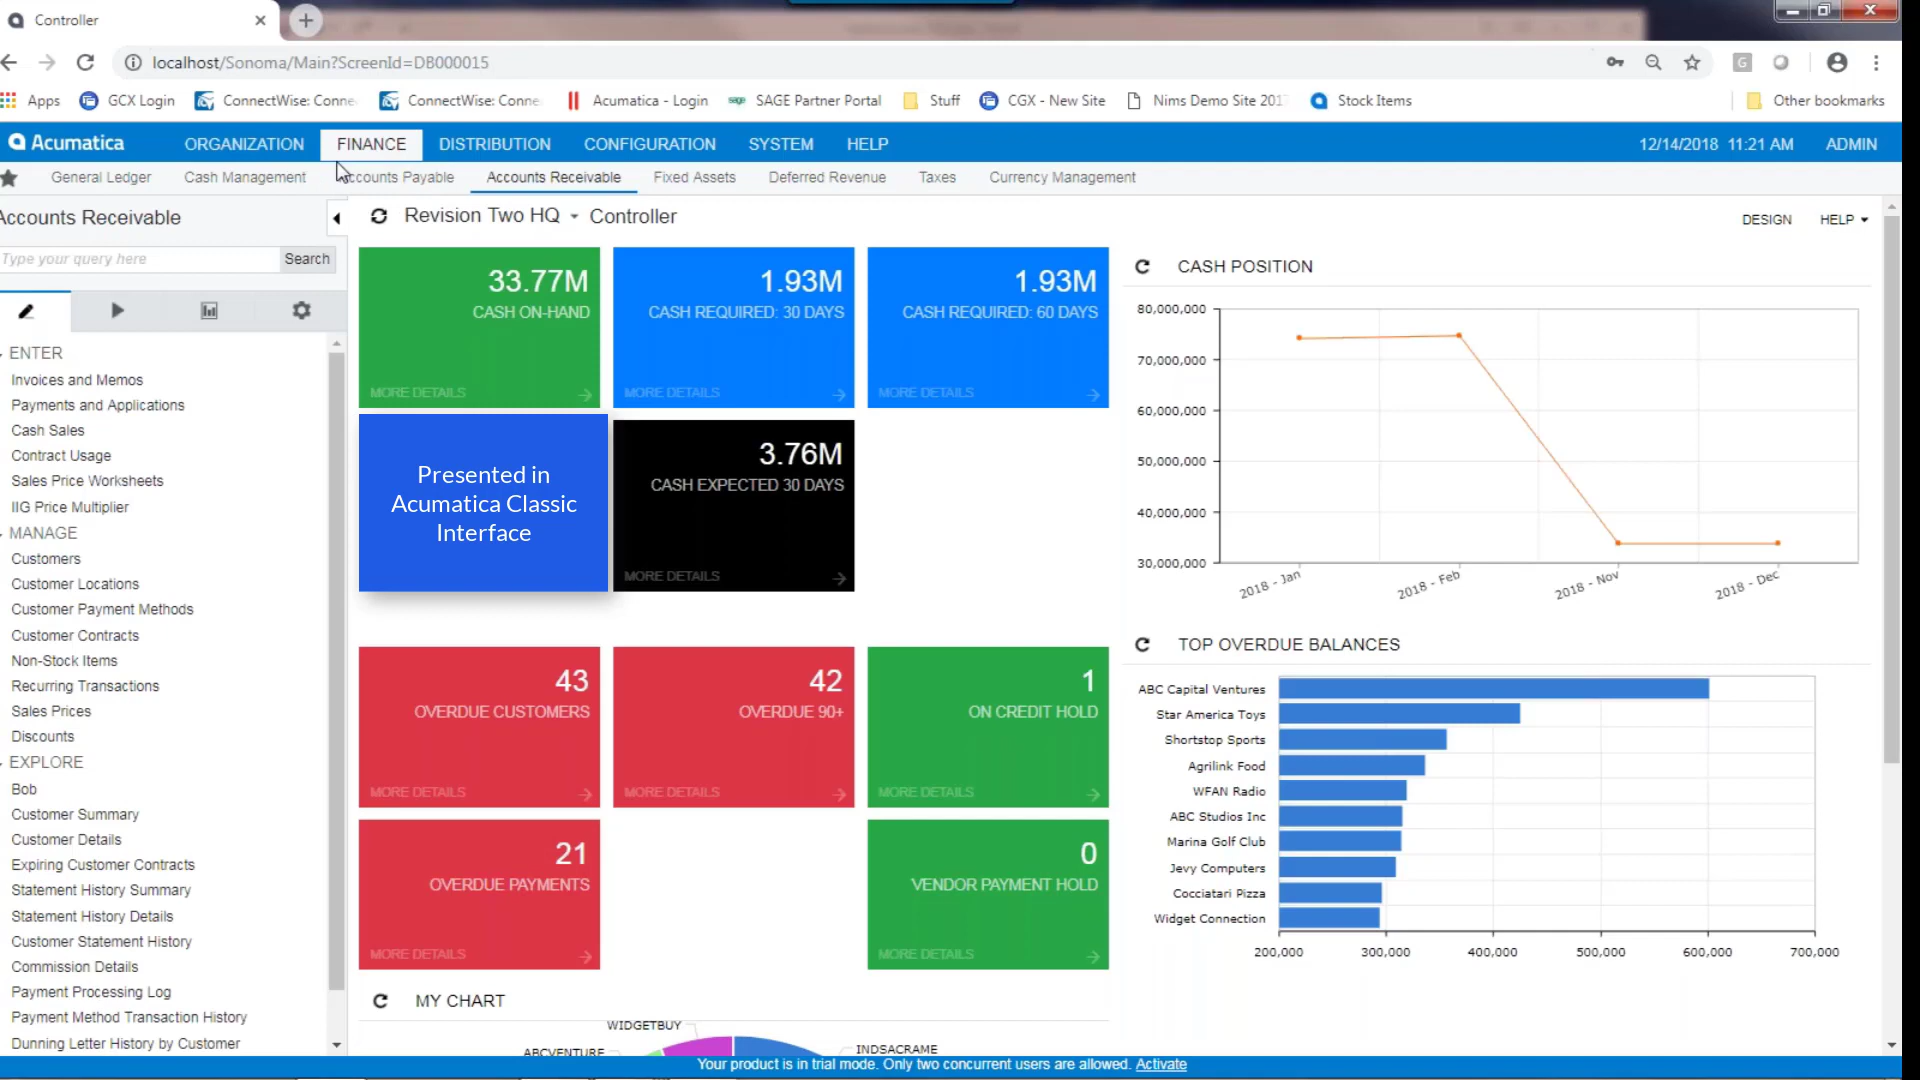 Controller
localhost/Sonoma/Main?ScreenId=DB000015
Apps GCX Login ConnectWise: Conne ConnectWise: Conne Acumatica - Login SAGE Partner Portal Stuff CGX - New Site Nims Demo Site 201 Stock Items Other bookmarks
Acumatica ORGANIZATION FINANCE DISTRIBUTION CONFIGURATION SYSTEM HELP 12/14/2018 11:21 AM ADMIN
General Ledger Cash Management ccounts Payable Accounts Receivable Fixed Assets Deferred Revenue Taxes Currency Management
Accounts Receivable
Type your query here Search
ENTER
Invoices and Memos
Payments and Applications
Cash Sales
Contract Usage
Sales Price Worksheets
IIG Price Multiplier
MANAGE
Customers
Customer Locations
Customer Payment Methods
Customer Contracts
Non-Stock Items
Recurring Transactions
Sales Prices
Discounts
EXPLORE
Bob
Customer Summary
Customer Details
Expiring Customer Contracts
Statement History Summary
Statement History Details
Customer Statement History
Commission Details
Payment Processing Log
Payment Method Transaction History
Dunning Letter History by Customer
Revision Two HQ Controller
DESIGN HELP
33.77M
CASH ON-HAND
MORE DETAILS
1.93M
CASH REQUIRED: 30 DAYS
MORE DETAILS
1.93M
CASH REQUIRED: 60 DAYS
MORE DETAILS
Presented in
Acumatica Classic
Interface
3.76M
CASH EXPECTED 30 DAYS
MORE DETAILS
43
OVERDUE CUSTOMERS
MORE DETAILS
42
OVERDUE 90+
MORE DETAILS
1
ON CREDIT HOLD
MORE DETAILS
21
OVERDUE PAYMENTS
MORE DETAILS
0
VENDOR PAYMENT HOLD
MORE DETAILS
MY CHART
WIDGETBUY
ABCVENTURE
INDSACRAME
CASH POSITION
80,000,000
70,000,000
60,000,000
50,000,000
40,000,000
30,000,000
2018 - Jan 2018 - Feb 2018 - Nov 2018 - Dec
TOP OVERDUE BALANCES
ABC Capital Ventures
Star America Toys
Shortstop Sports
Agrilink Food
WFAN Radio
ABC Studios Inc
Marina Golf Club
Jevy Computers
Cocciatari Pizza
Widget Connection
200,000 300,000 400,000 500,000 600,000 700,000
Your product is in trial mode. Only two concurrent users are allowed. Activate